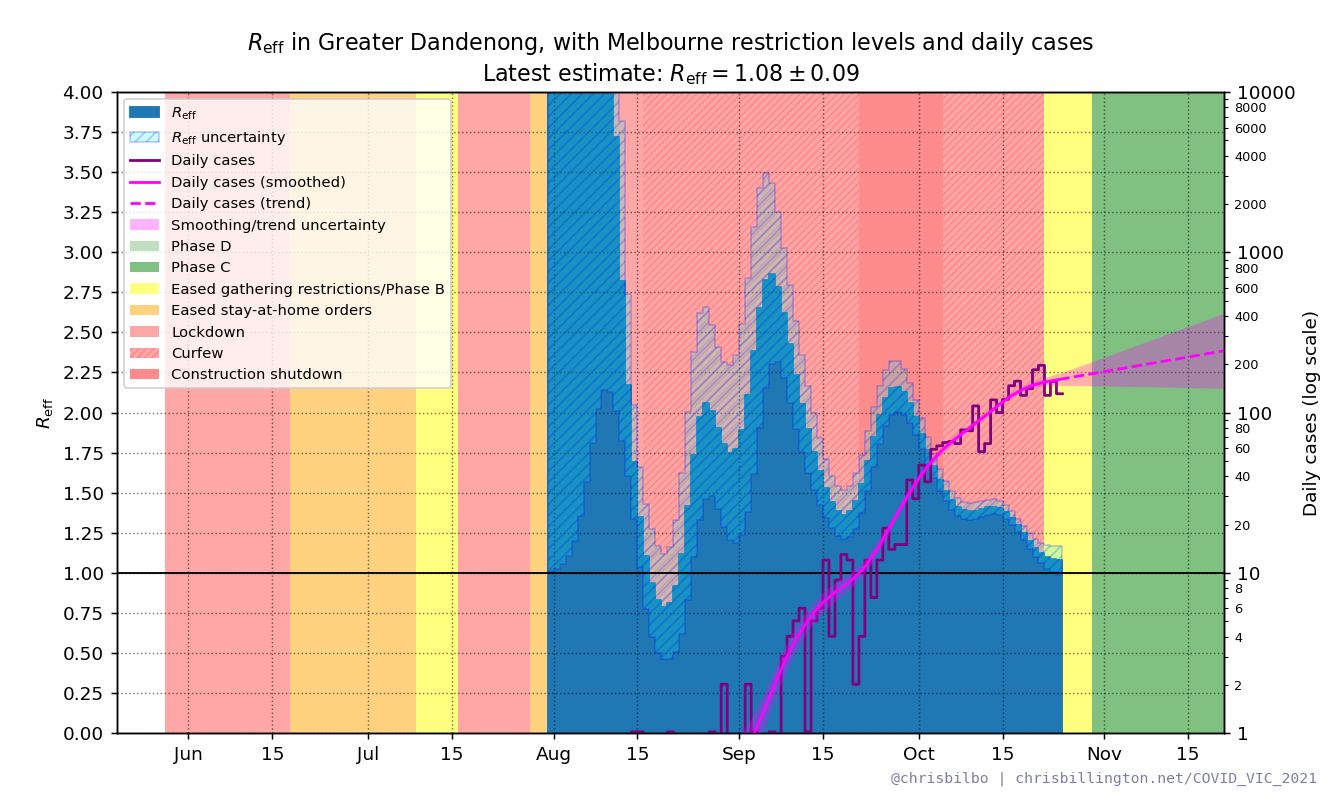 Reff in Greater Dandenong, with Melbourne restriction levels and daily cases
Latest estimate: Reff = 1.08 ± 0.09
Reff
Reff uncertainty
Daily cases
Daily cases (smoothed)
Daily cases (trend)
Smoothing/trend uncertainty
Phase D
Phase C
Eased gathering restrictions/Phase B
Eased stay-at-home orders
Lockdown
Curfew
Construction shutdown
4.00
3.75
3.50
3.25
3.00
2.75
2.50
2.25
2.00
1.75
1.50
1.25
1.00
0.75
0.50
0.25
0.00
Reff
10000
8000
6000
4000
2000
1000
800
600
400
200
100
80
60
40
20
10
8
6
4
2
1
Daily cases (log scale)
Jun 15 Jul 15 Aug 15 Sep 15 Oct 15 Nov 15
@chrisbilbo | chrisbillington.net/COVID_VIC_2021